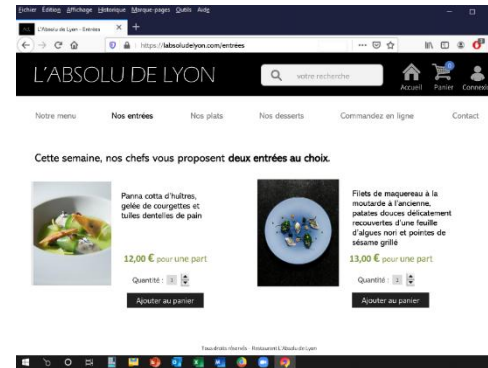 Fichier Édition Affichage Historique Marque-pages Outils Aide
L'Absolu de Lyon - Entrées
https://labsoludelyon.com/entrées
L'ABSOLU DE LYON
votre recherche
Accueil Panier Connexi
0
Notre menu Nos entrées Nos plats Nos desserts Commandez en ligne Contact
Cette semaine, nos chefs vous proposent deux entrées au choix.
Panna cotta d'huîtres,
gelée de courgettes et
tuiles dentelles de pain
12,00 € pour une part
Quantité : 1
Ajouter au panier
Filets de maquereau à la
moutarde à l'ancienne,
patates douces délicatement
recouvertes d'une feuille
d'algues nori et pointes de
sésame grillé
13,00 € pour une part
Quantité : 1
Ajouter au panier
Tous droits réservés - Restaurant L'Absolu de Lyon